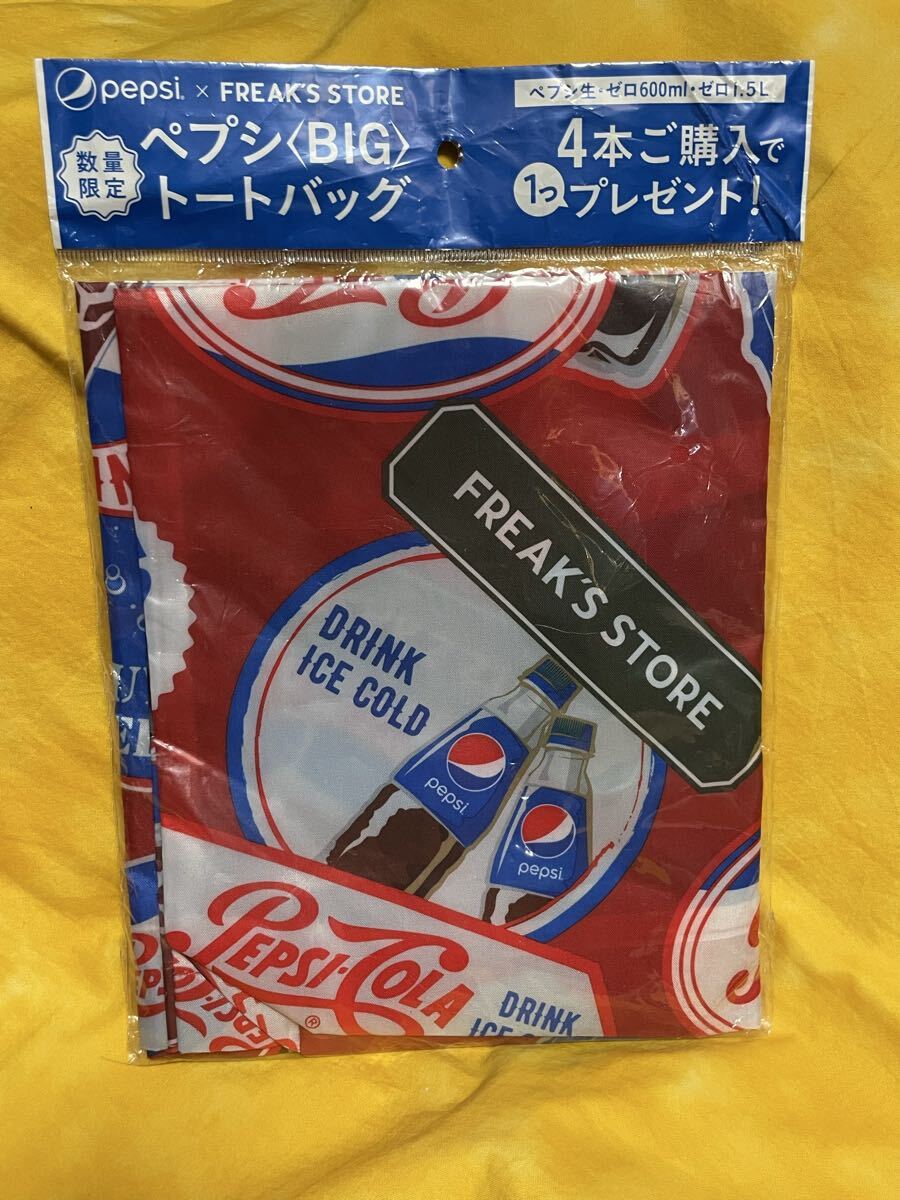 pepsi. × FREAK'S STORE
数量
限定
ペプシ〈BIG〉
トートバッグ
ペプシ生・ゼロ600ml・ゼロ1.5L
4本ご購入で
1つ
プレゼント!
FREAK'S STORE
DRINK
ICE COLD
pepsi.
pepsi.
PEPSI-COLA
®
DRINK